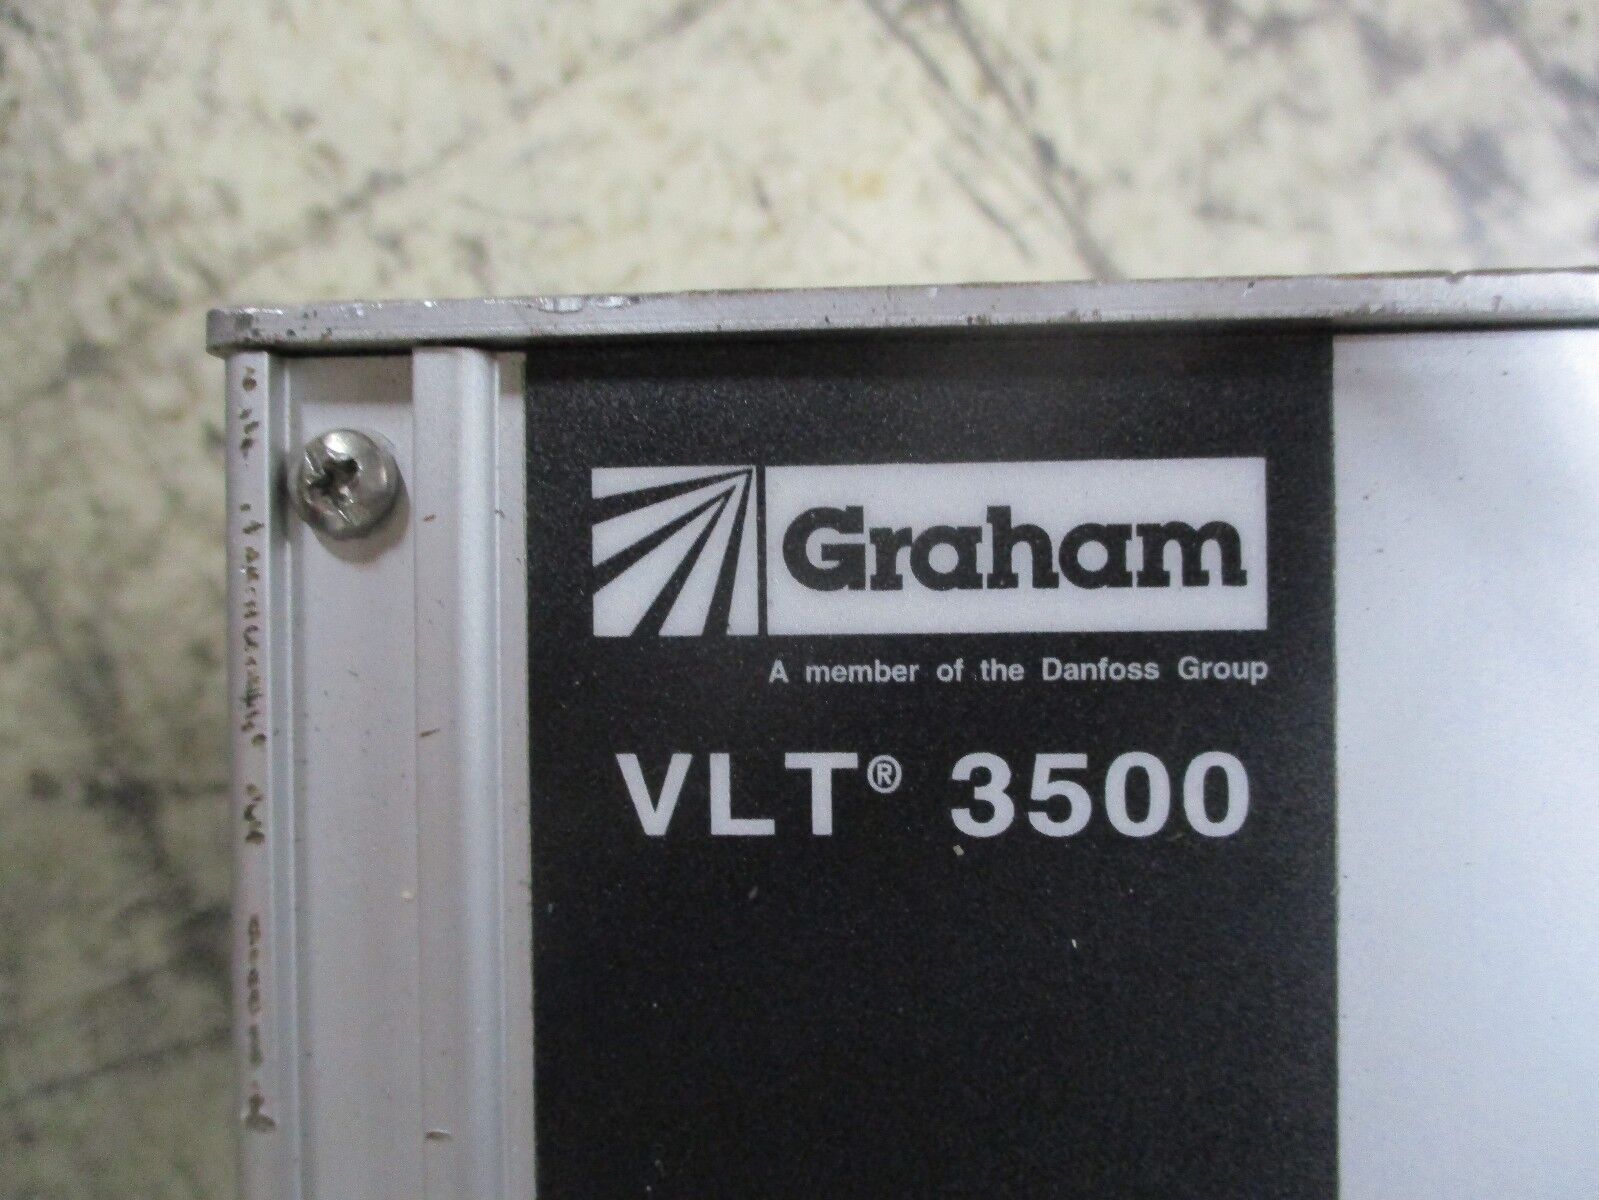 Graham
A member of the Danfoss Group
VLT® 3500